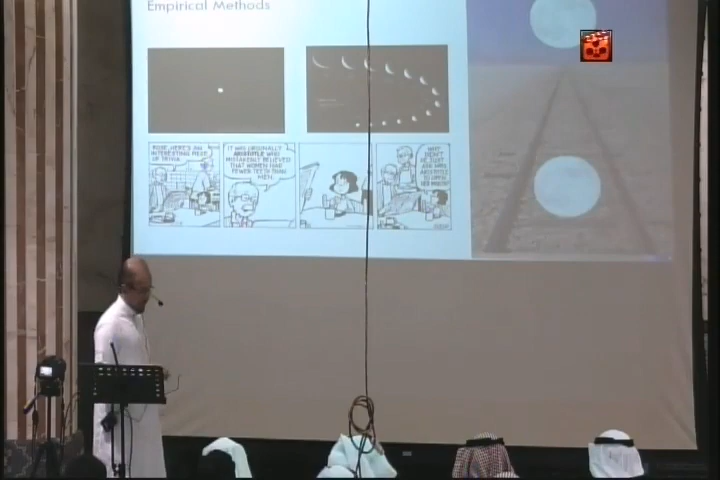 Empirical Methods
ROSE, HERE'S AN
INTERESTING PIECE
OF TRIVIA.
IT WAS ORIGINALLY
ARISTOTLE WHO
MISTAKENLY BELIEVED
THAT WOMEN HAD
FEWER TEETH THAN
MEN.
WHY
DIDN'T
HE JUST
ASK MRS.
ARISTOTLE
TO OPEN
HER MOUTH?